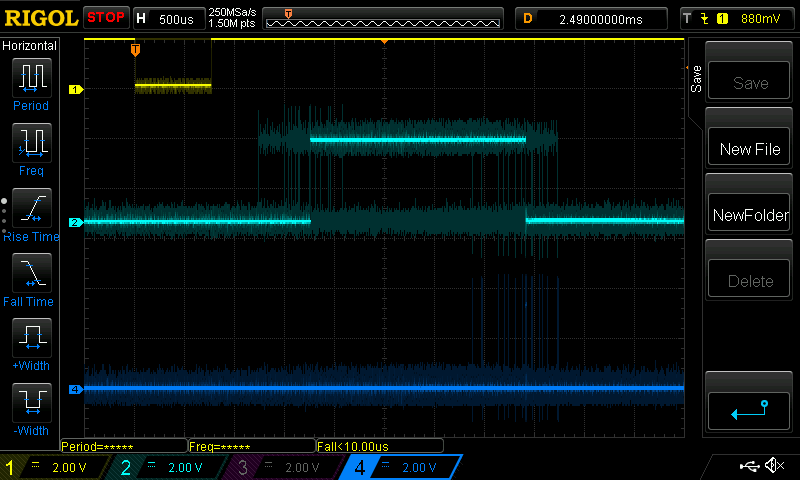 RIGOL STOP H 500us 250MSa/s 1.50M pts T D 2.49000000ms T 1 880mV
Horizontal
Period
Freq
Rise Time
Fall Time
+Width
-Width
T
1
2
4
Save
Save
New File
NewFolder
Delete
Period=***** Freq=***** Fall<10.00us
1 2.00 V 2 2.00 V 3 2.00 V 4 2.00 V